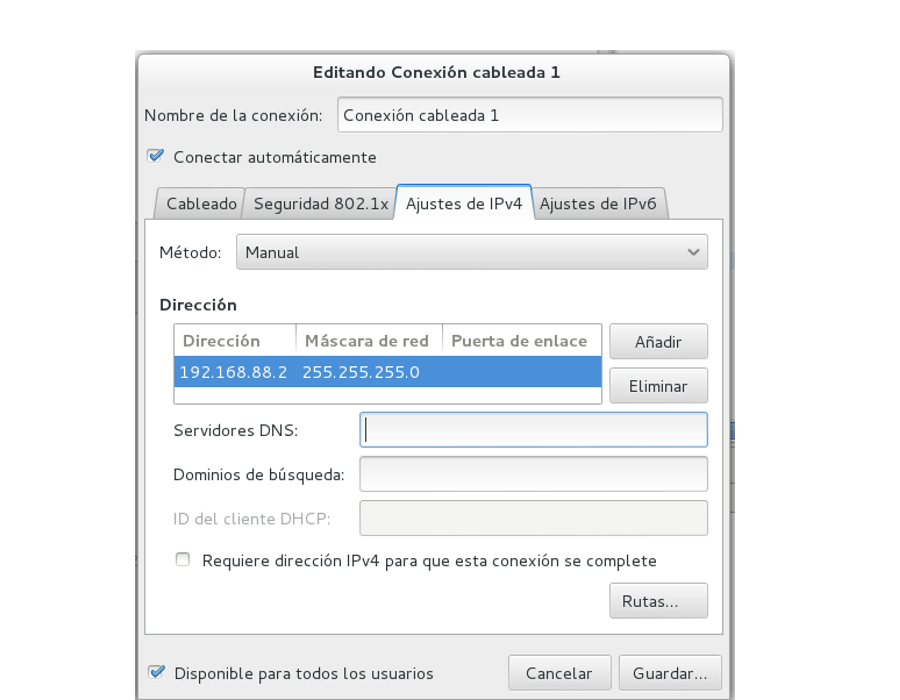 Editando Conexión cableada 1
Nombre de la conexión: Conexión cableada 1
Conectar automáticamente
Cableado Seguridad 802.1x Ajustes de IPv4 Ajustes de IPv6
Método: Manual
Dirección
Dirección Máscara de red Puerta de enlace Añadir
192.168.88.2 255.255.255.0
Eliminar
Servidores DNS:
Dominios de búsqueda:
ID del cliente DHCP:
Requiere dirección IPv4 para que esta conexión se complete
Rutas...
Disponible para todos los usuarios Cancelar Guardar...